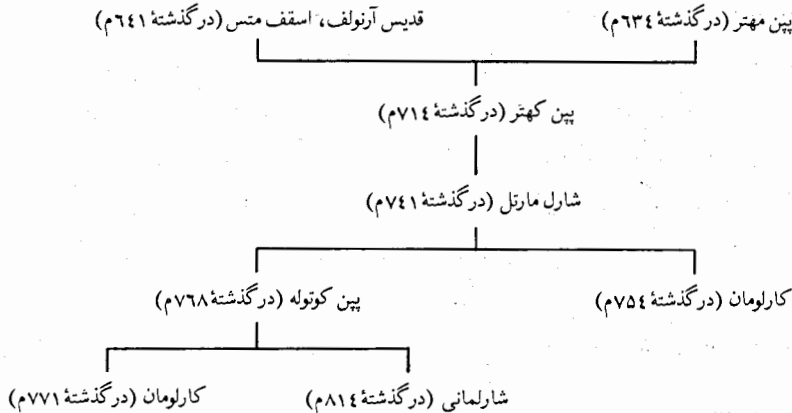 پپن مهتر (درگذشتهٔ ۶۳۴م) قدیس آرنولف، اسقف متس (درگذشتهٔ ۶۴۱م)
پپن کهتر (درگذشتهٔ ۷۱۴م)
شارل مارتل (درگذشتهٔ ۷۴۱م)
کارلومان (درگذشتهٔ ۷۵۴م) پپن کوتوله (درگذشتهٔ ۷۶۸م)
شارلمانی (درگذشتهٔ ۸۱۴م) کارلومان (درگذشتهٔ ۷۷۱م)